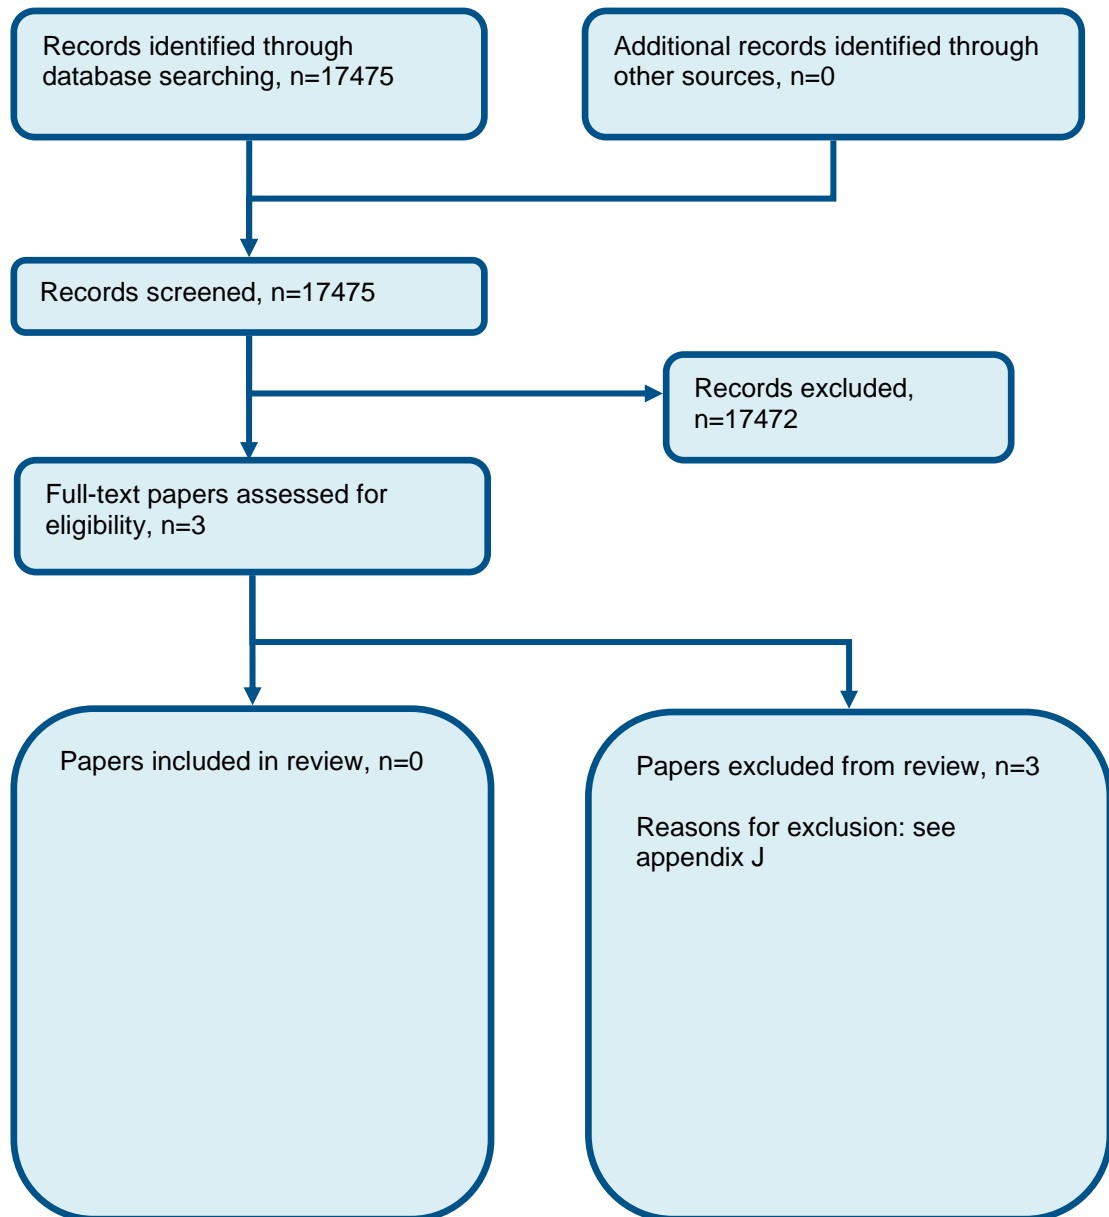 Records identified through
database searching, n=17475
Additional records identified through
other sources, n=0
Records screened, n=17475
Records excluded,
n=17472
Full-text papers assessed for
eligibility, n=3
Papers included in review, n=0
Papers excluded from review, n=3
Reasons for exclusion: see
appendix J